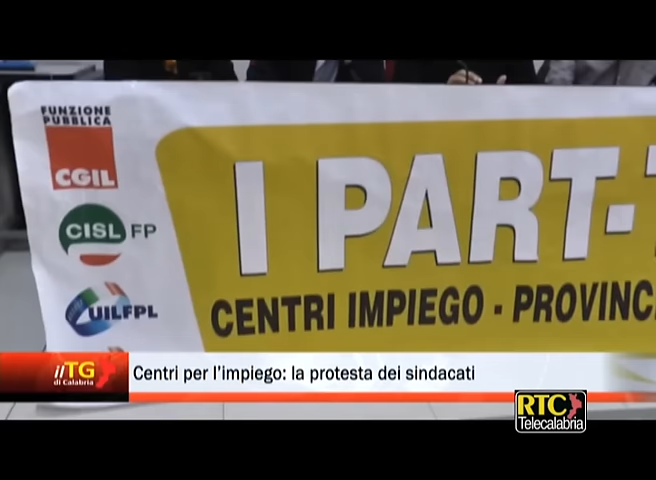 FUNZIONE
PUBBLICA
CGIL
CISL FP
UILFPL
I PART-
CENTRI IMPIEGO - PROVINC
ilTG
di Calabria
Centri per l'impiego: la protesta dei sindacati
RTC
Telecalabria